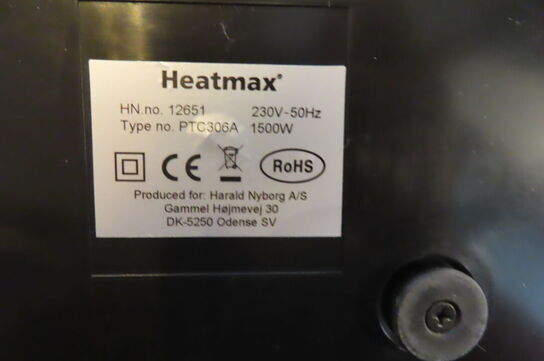 Heatmax®
HN.no. 12651 230V~50Hz
Type no. PTC306A 1500W
CE RoHS
Produced for: Harald Nyborg A/S
Gammel Højmevej 30
DK-5250 Odense SV